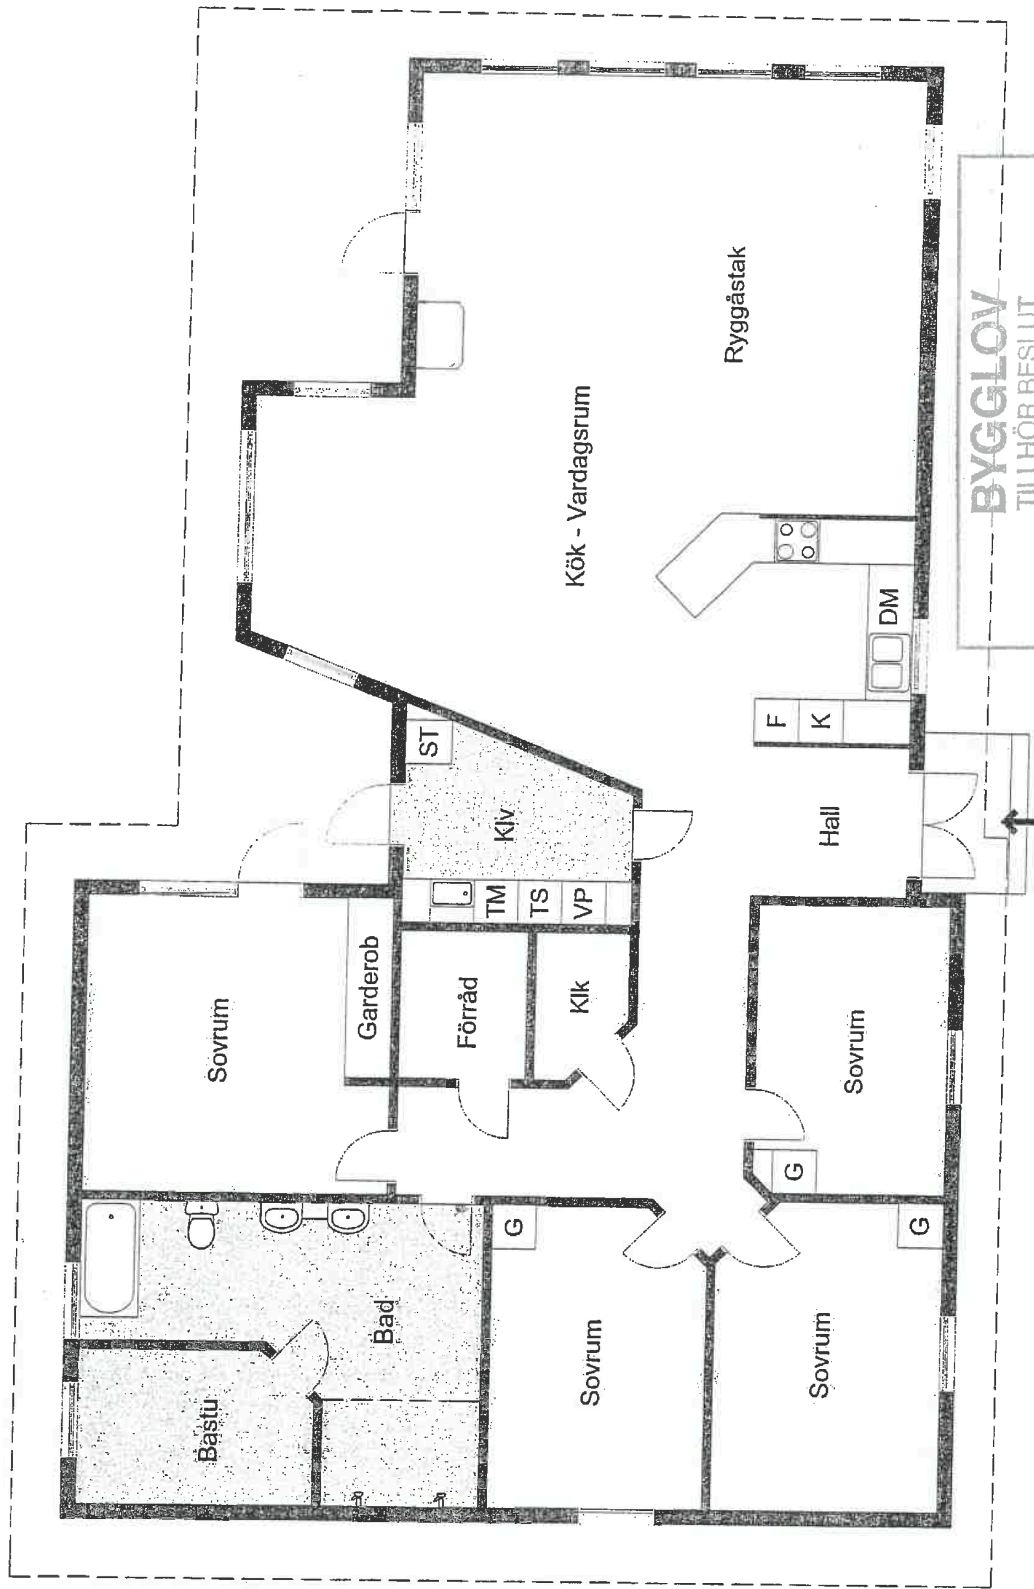 Bastu
Bad
Sovrum
Garderob
Förråd
Klk
TM
TS
VP
Klv
ST
G
Sovrum
Sovrum
G
G
Sovrum
Hall
F
K
DM
Kök - Vardagsrum
Ryggåstak
BYGGLOV
TILLHÖR BESLUT